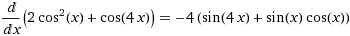 d/dx(2 cos²(x) + cos(4 x)) = −4 (sin(4 x) + sin(x) cos(x))